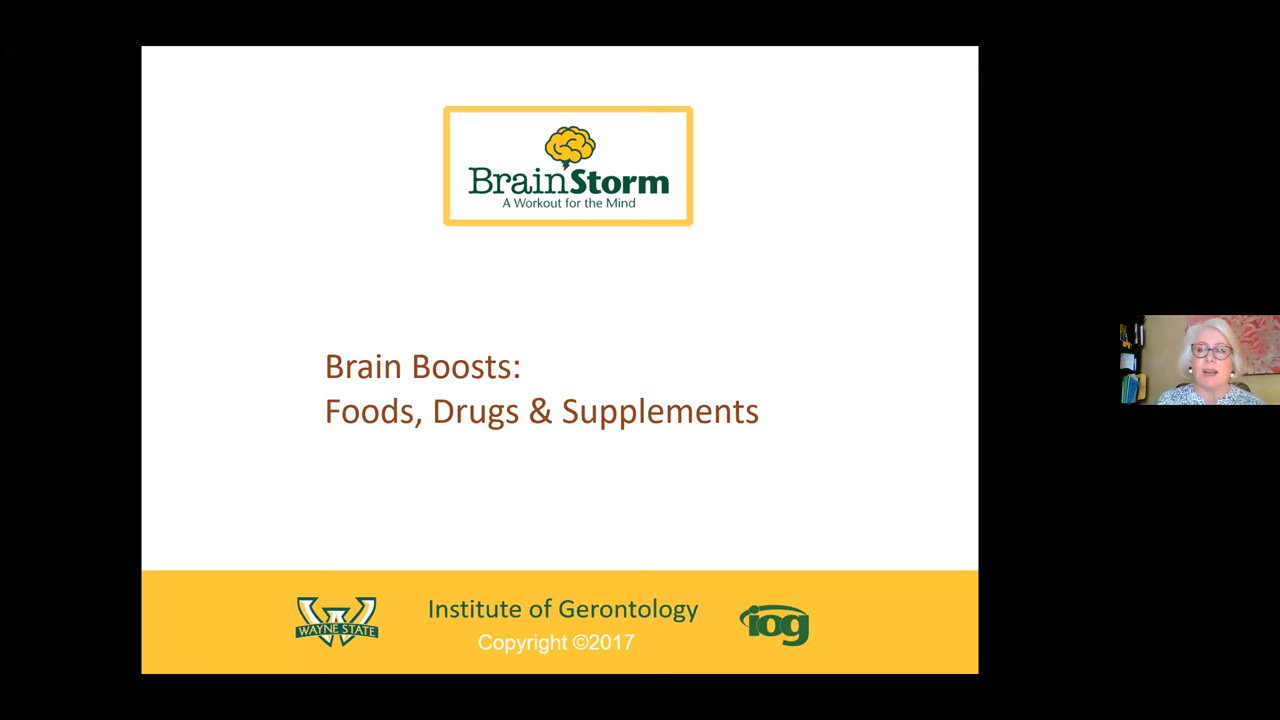 BrainStorm
A Workout for the Mind
Brain Boosts:
Foods, Drugs & Supplements
WAYNE STATE
Institute of Gerontology
Copyright ©2017
iog